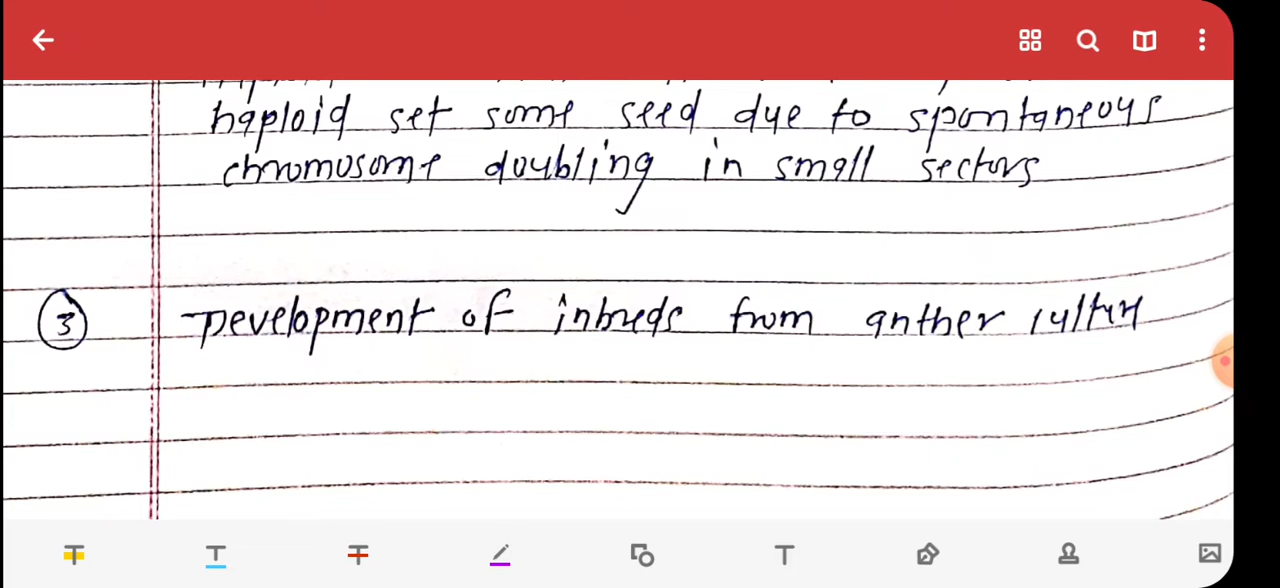 haploid set some seed due to spontaneous
chromosome doubling in small sectors
3 Development of inbreds from anther culture